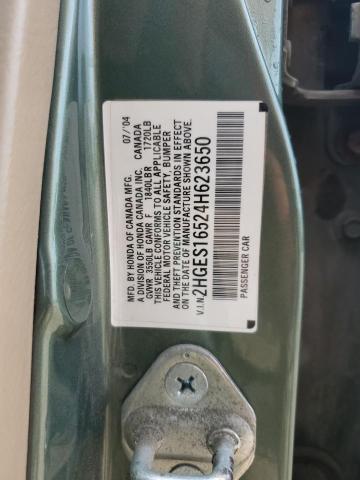 MFD. BY HONDA OF CANADA MFG. 07/'04
A DIVISION OF HONDA CANADA INC. CANADA
GVWR 3550LB GAWR F 1840LBR 1720LB
THIS VEHICLE CONFORMS TO ALL APPLICABLE
FEDERAL MOTOR VEHICLE SAFETY, BUMPER
AND THEFT PREVENTION STANDARDS IN EFFECT
ON THE DATE OF MANUFACTURE SHOWN ABOVE.
V.I.N. 2HGES16524H623650
PASSENGER CAR